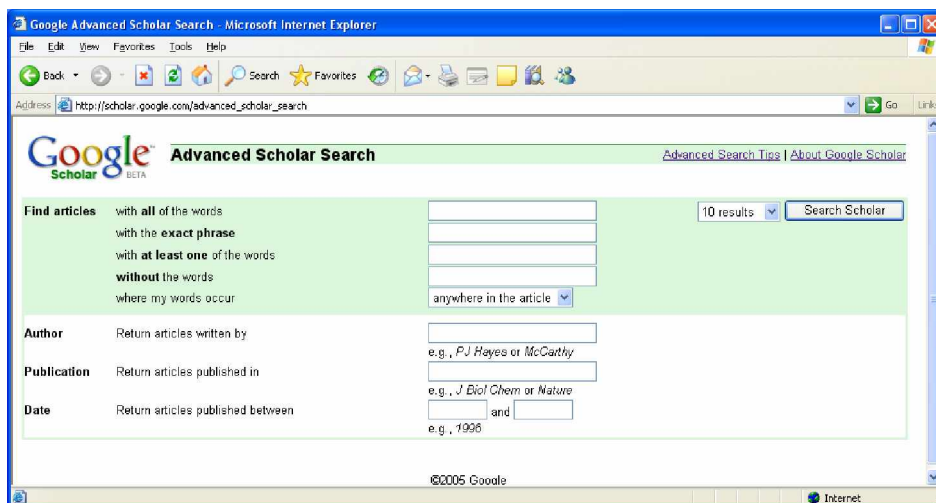 Google Advanced Scholar Search - Microsoft Internet Explorer
File Edit View Favorites Tools Help
Back Search Favorites
Address http://scholar.google.com/advanced_scholar_search Go Links
Google Scholar BETA Advanced Scholar Search Advanced Search Tips | About Google Scholar
Find articles with all of the words 10 results Search Scholar
with the exact phrase
with at least one of the words
without the words
where my words occur anywhere in the article
Author Return articles written by
e.g., PJ Hayes or McCarthy
Publication Return articles published in
e.g., J Biol Chem or Nature
Date Return articles published between and
e.g., 1996
©2005 Google
Internet